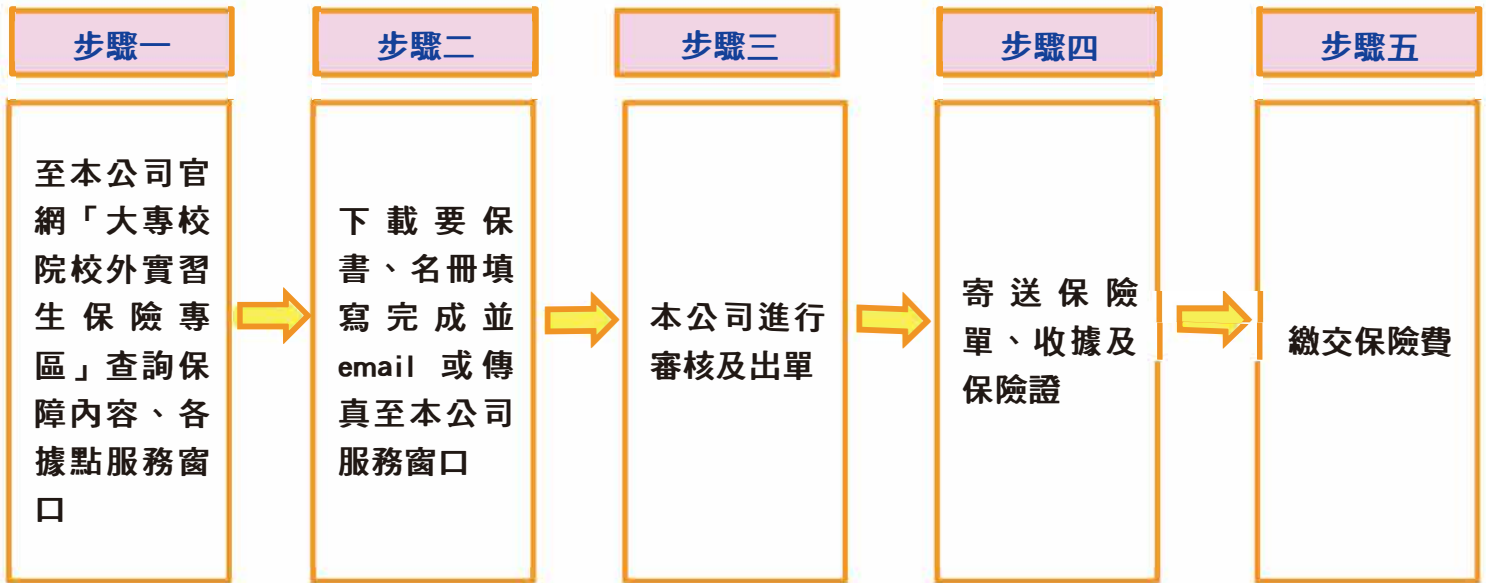 步驟一
至本公司官
網「大專校
院校外實習
生保險專
區」查詢保
障內容、各
據點服務窗
口
步驟二
下載要保
書、名冊填
寫完成並
email 或傳
真至本公司
服務窗口
步驟三
本公司進行
審核及出單
步驟四
寄送保險
單、收據及
保險證
步驟五
繳交保險費